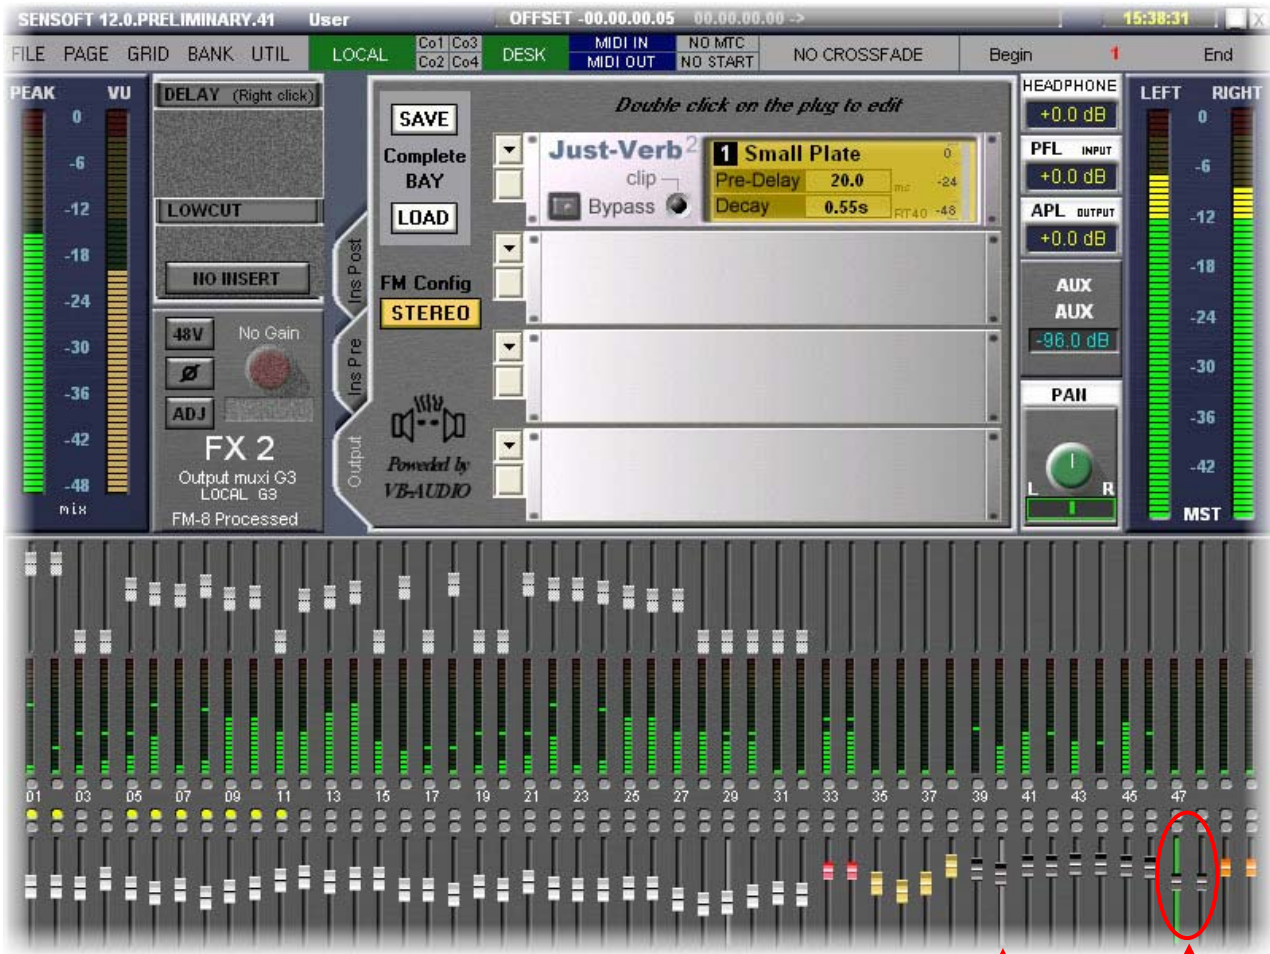 SENSOFT 12.0.PRELIMINARY.41 User OFFSET -00.00.00.05 00.00.00.00 -> 15:38:31 X
FILE PAGE GRID BANK UTIL LOCAL Co1 Co3 DESK MIDI IN NO MTC NO CROSSFADE Begin 1 End
Co2 Co4 MIDI OUT NO START
PEAK VU
0
-6
-12
-18
-24
-30
-36
-42
-48
mix
DELAY (Right click)
LOWCUT
NO INSERT
48V No Gain
Ø
ADJ
FX 2
Output muxi G3
LOCAL G3
FM-8 Processed
Ins Post
Ins Pre
Output
SAVE
Complete
BAY
LOAD
FM Config
STEREO
Poweded by
VB-AUDIO
Double click on the plug to edit
Just-Verb2
clip
Bypass
1 Small Plate 0
Pre-Delay 20.0 ms -24
Decay 0.55s RT40 -48
HEADPHONE
+0.0 dB
PFL INPUT
+0.0 dB
APL OUTPUT
+0.0 dB
AUX
AUX
-96.0 dB
PAN
L R
LEFT RIGHT
0
-6
-12
-18
-24
-30
-36
-42
MST
01 03 05 07 09 11 13 15 17 19 21 23 25 27 29 31 33 35 37 39 41 43 45 47